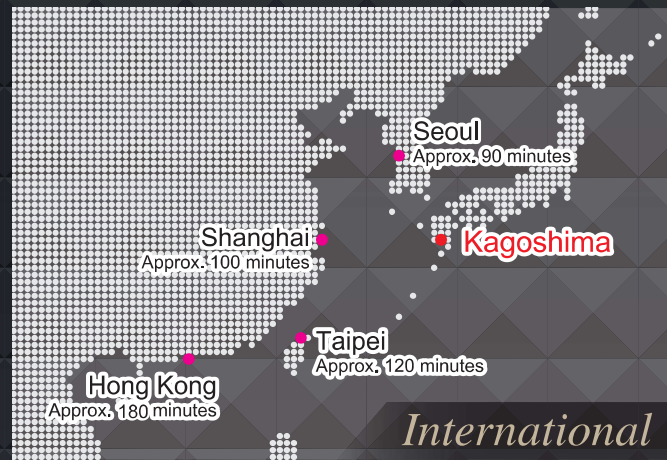 Seoul
Approx. 90 minutes
Shanghai
Approx. 100 minutes
Kagoshima
Taipei
Approx. 120 minutes
Hong Kong
Approx. 180 minutes
International